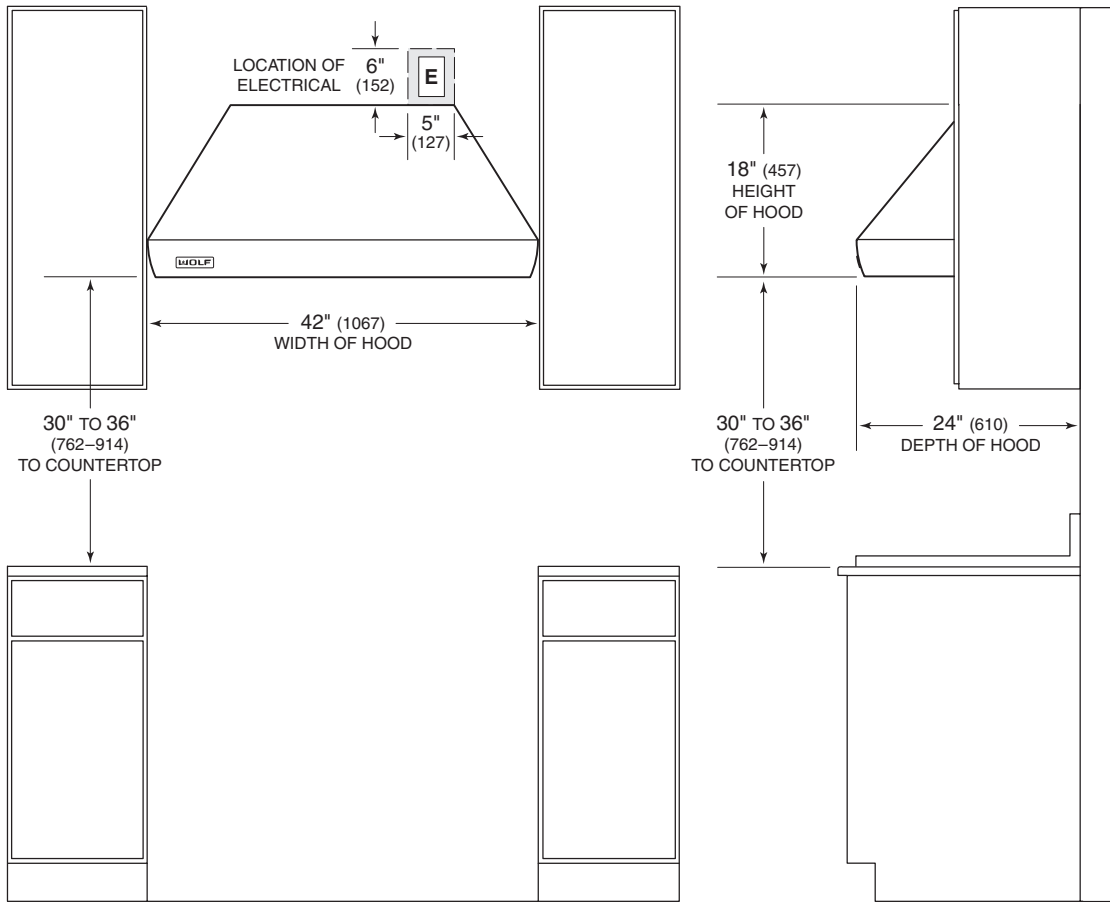 LOCATION OF
ELECTRICAL
6"
(152)
E
5"
(127)
18" (457)
HEIGHT
OF HOOD
WOLF
42" (1067)
WIDTH OF HOOD
30" TO 36"
(762–914)
TO COUNTERTOP
30" TO 36"
(762–914)
TO COUNTERTOP
24" (610)
DEPTH OF HOOD